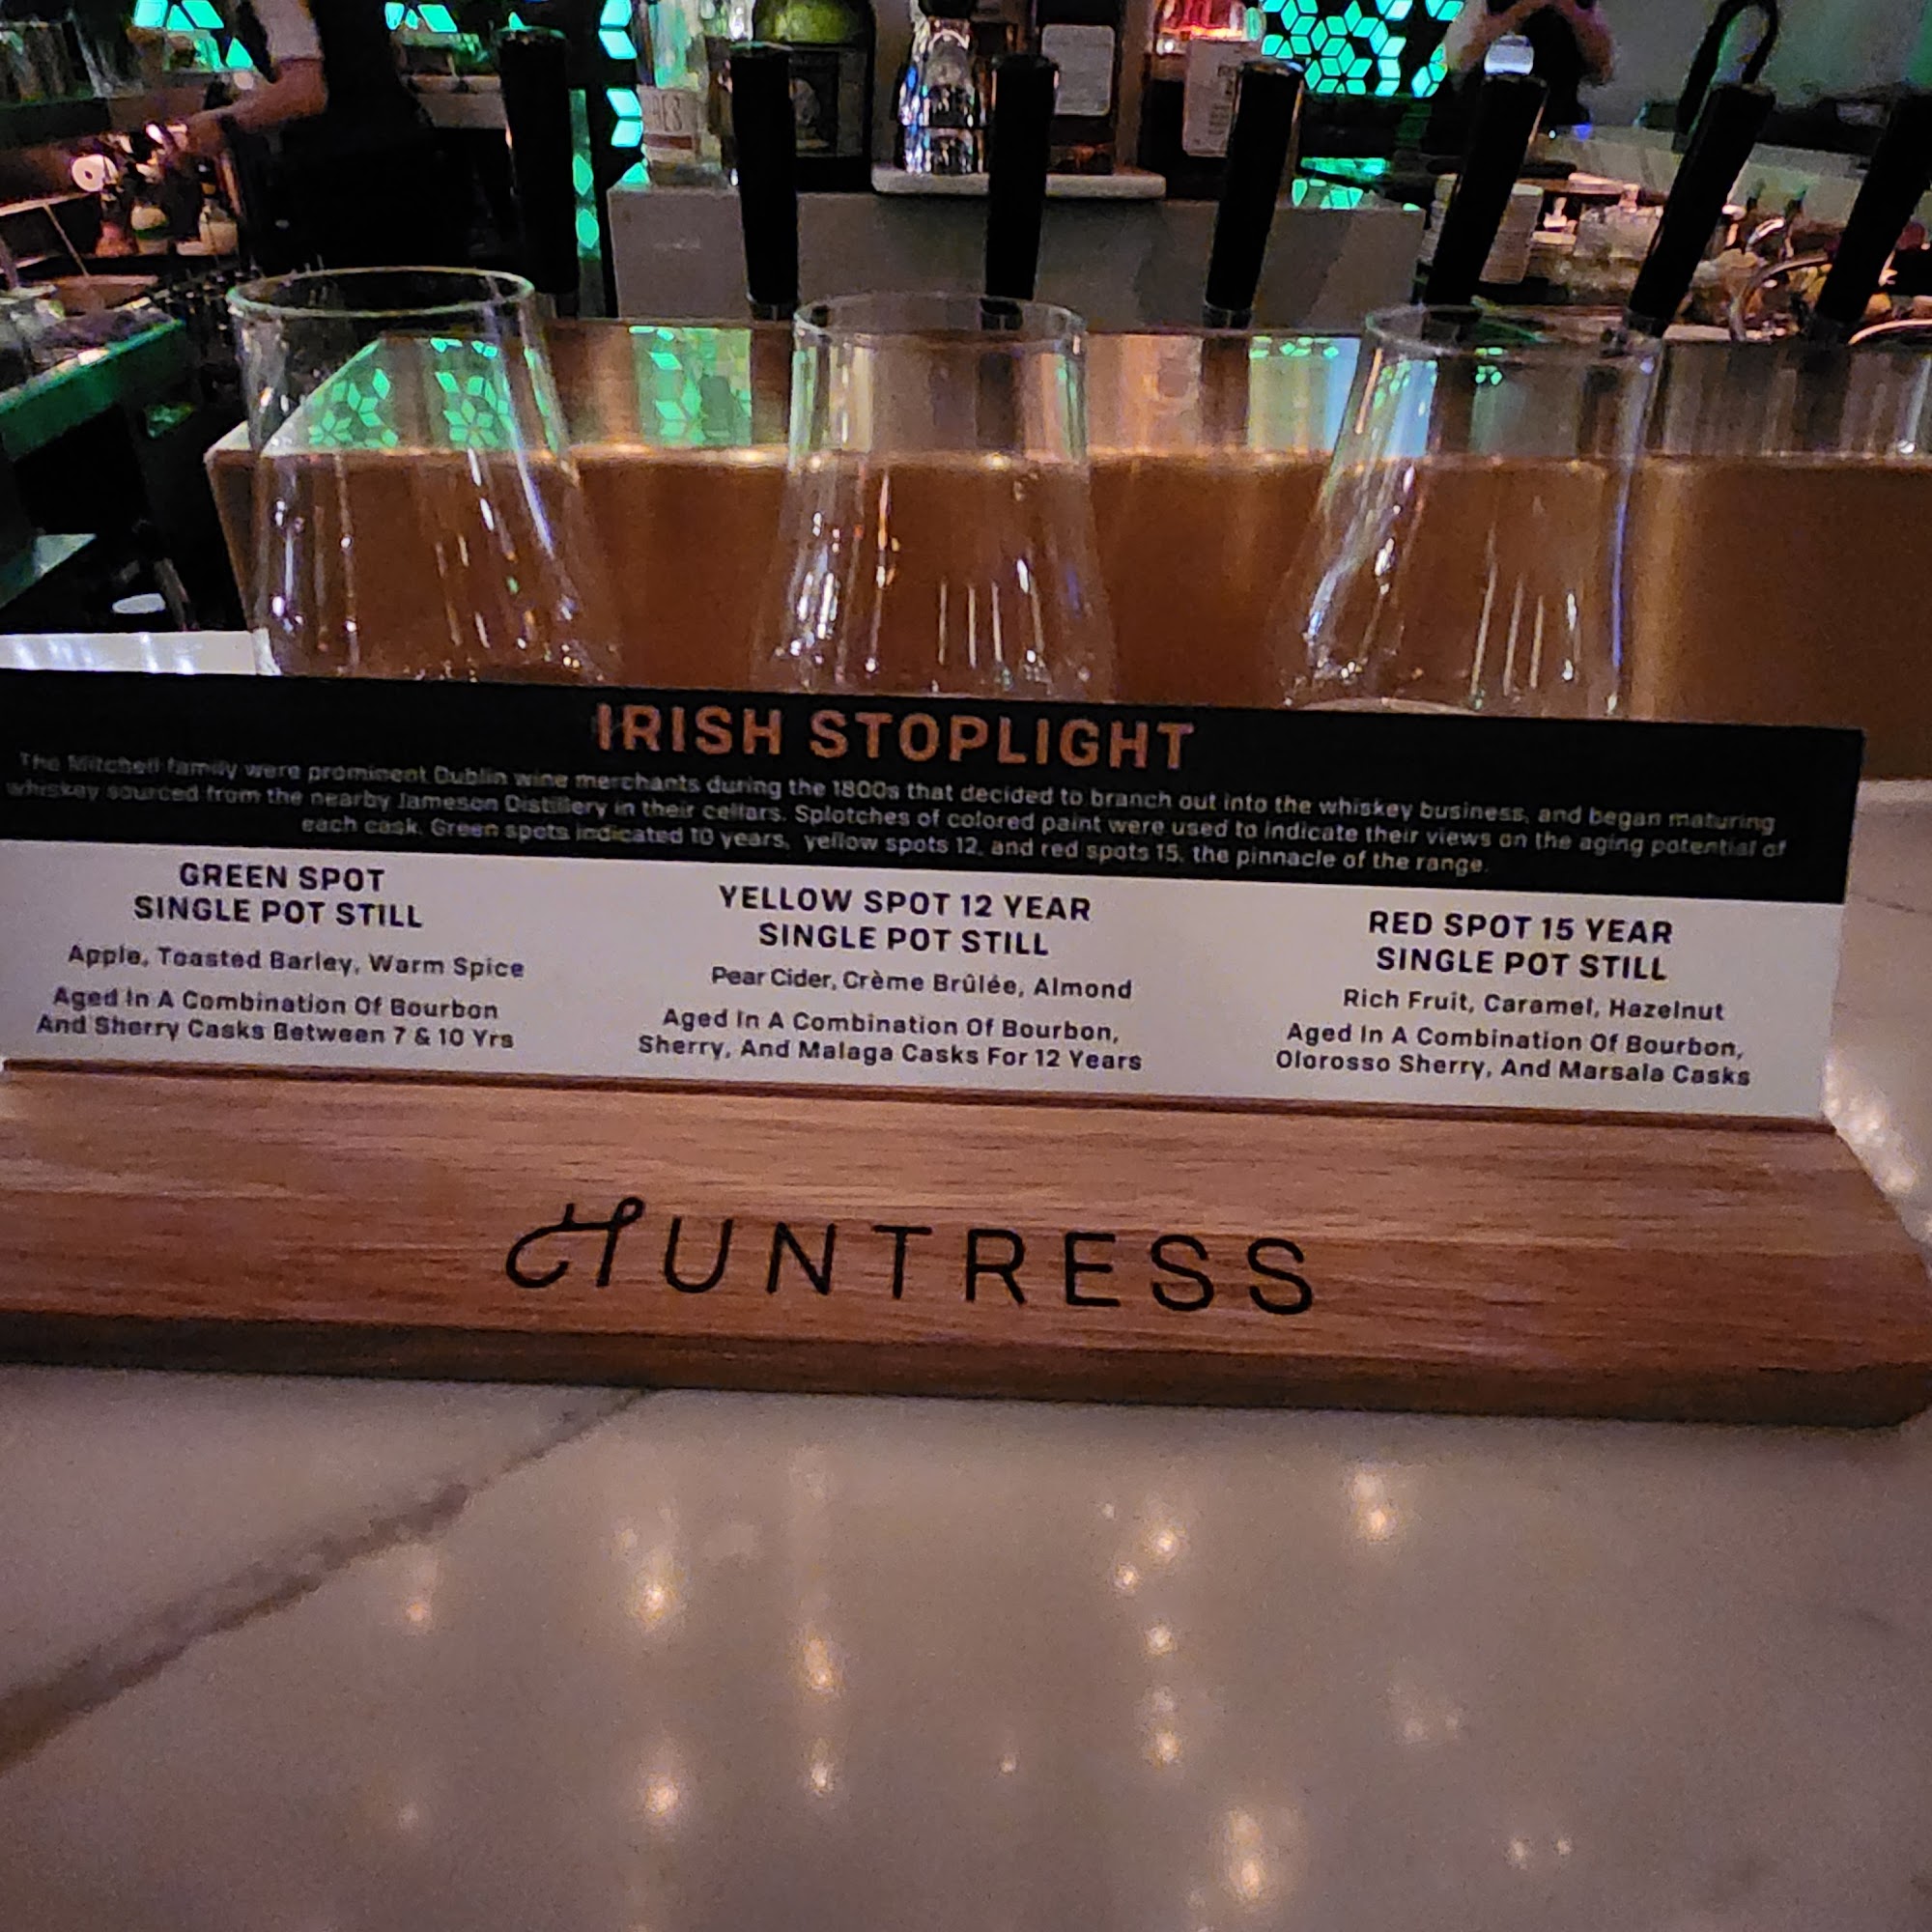 IRISH STOPLIGHT
The Mitchell family were prominent Dublin wine merchants during the 1800s that decided to branch out into the whiskey business, and began maturing
whiskey sourced from the nearby Jameson Distillery in their cellars. Splotches of colored paint were used to indicate their views on the aging potential of
each cask. Green spots indicated 10 years, yellow spots 12, and red spots 15, the pinnacle of the range.
GREEN SPOT
SINGLE POT STILL
Apple, Toasted Barley, Warm Spice
Aged In A Combination Of Bourbon
And Sherry Casks Between 7 & 10 Yrs
YELLOW SPOT 12 YEAR
SINGLE POT STILL
Pear Cider, Crème Brûlée, Almond
Aged In A Combination Of Bourbon,
Sherry, And Malaga Casks For 12 Years
RED SPOT 15 YEAR
SINGLE POT STILL
Rich Fruit, Caramel, Hazelnut
Aged In A Combination Of Bourbon,
Olorosso Sherry, And Marsala Casks
HUNTRESS